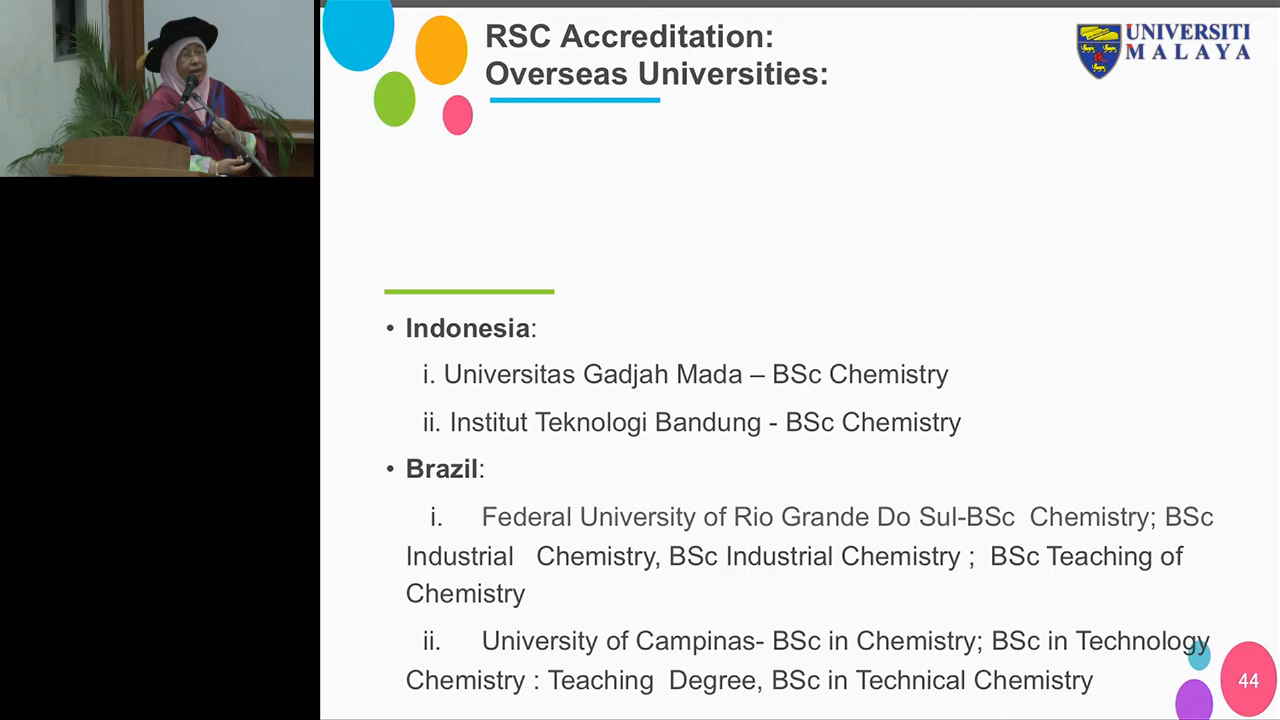 RSC Accreditation:
Overseas Universities:
UNIVERSITI
MALAYA
• Indonesia:
i. Universitas Gadjah Mada – BSc Chemistry
ii. Institut Teknologi Bandung - BSc Chemistry
• Brazil:
i. Federal University of Rio Grande Do Sul-BSc Chemistry; BSc
Industrial Chemistry, BSc Industrial Chemistry ; BSc Teaching of
Chemistry
ii. University of Campinas- BSc in Chemistry; BSc in Technology
Chemistry : Teaching Degree, BSc in Technical Chemistry
44